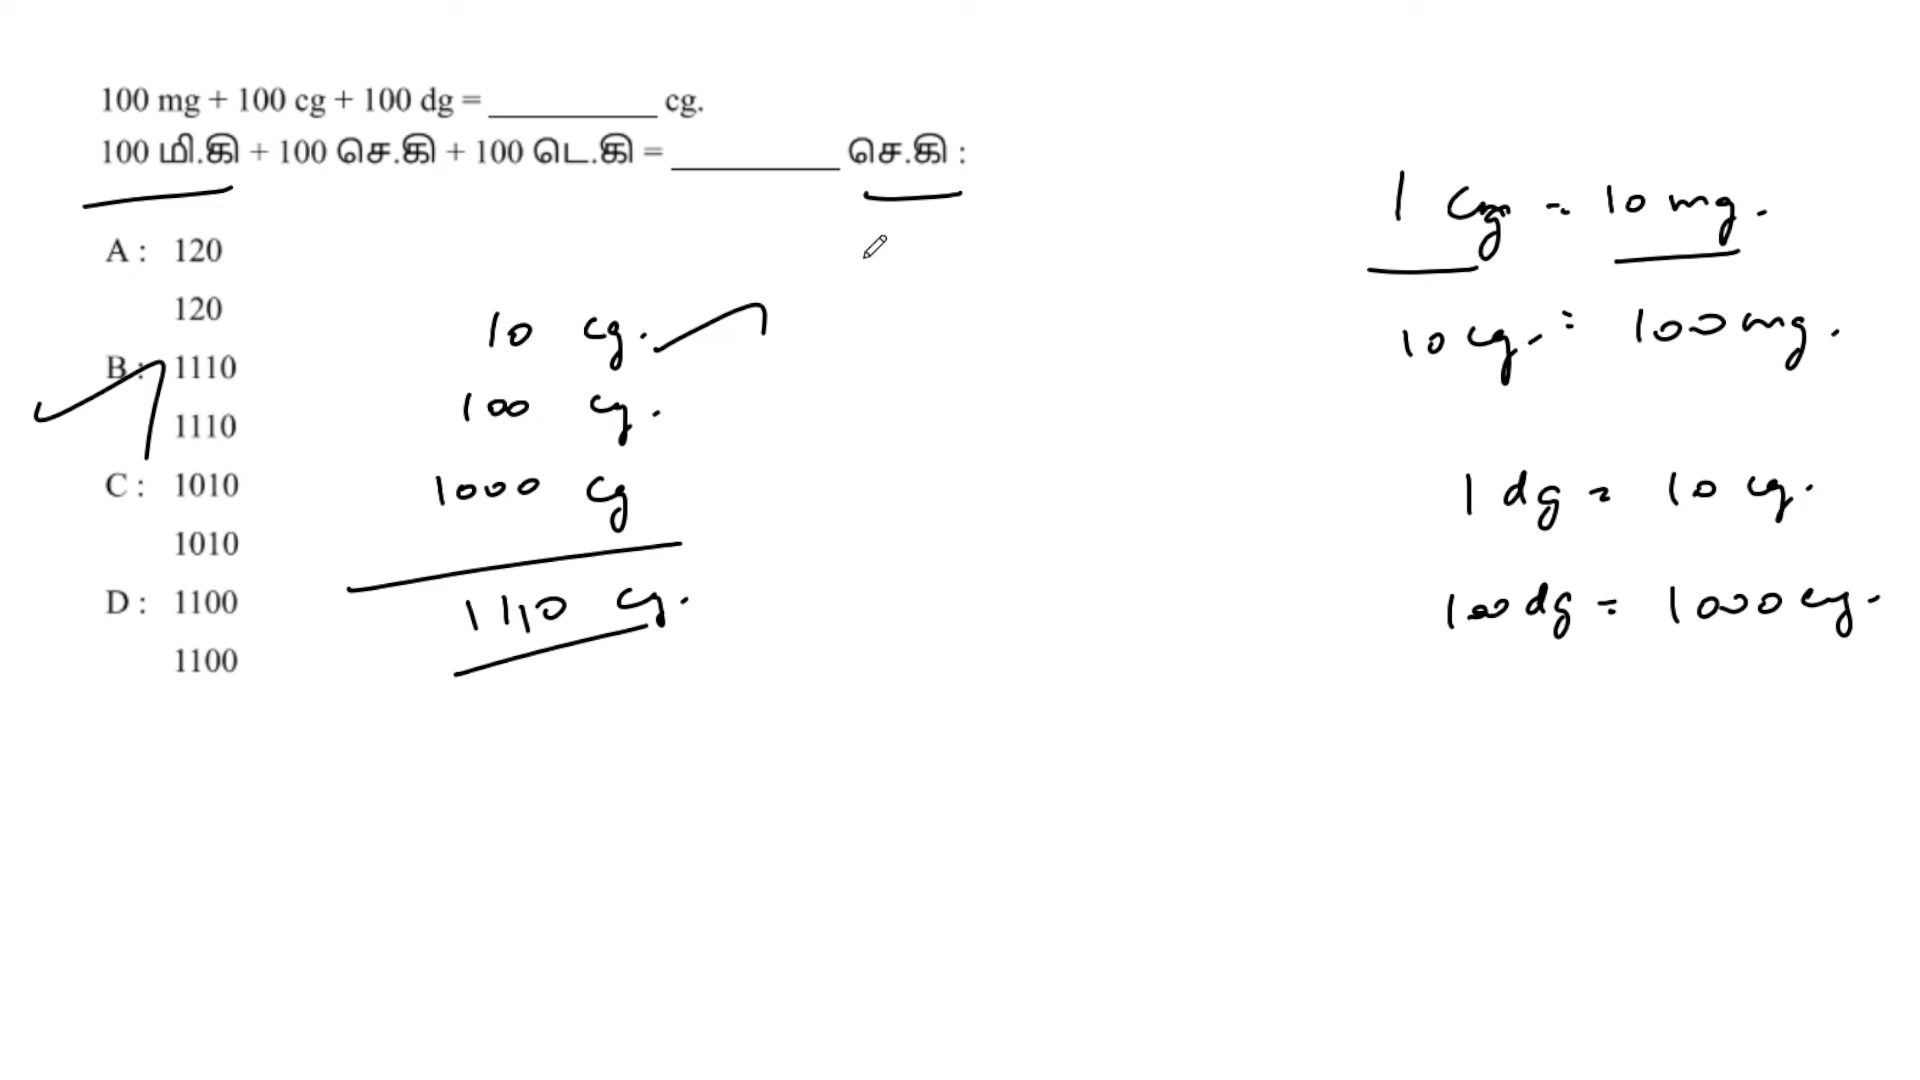 100 mg + 100 cg + 100 dg = __________ cg.
100 மி.கி + 100 செ.கி + 100 டெ.கி = __________ செ.கி :
A : 120
120
B : 1110
1110
C : 1010
1010
D : 1100
1100
10 cg.
100 cg.
1000 cg
1110 cg.
1 cg = 10 mg.
10 cg. = 100 mg.
1 dg = 10 cg.
100 dg = 1000 cg.